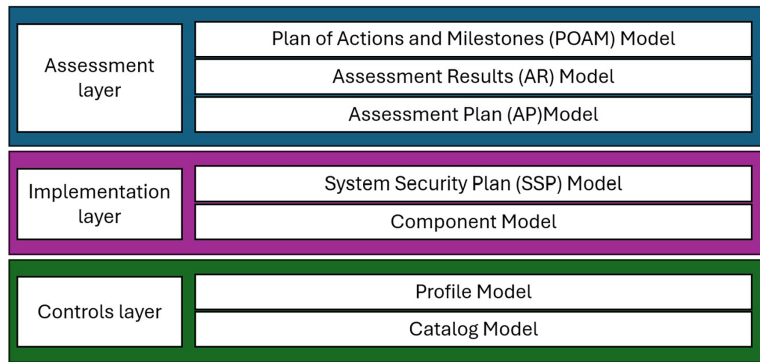 Assessment
layer
Plan of Actions and Milestones (POAM) Model
Assessment Results (AR) Model
Assessment Plan (AP)Model
Implementation
layer
System Security Plan (SSP) Model
Component Model
Controls layer
Profile Model
Catalog Model